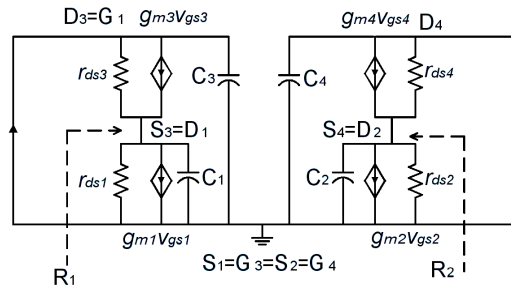 D₃=G₁ gm3vgs3 gm4vgs4 D₄
rds3 C₃ C₄ rds4
S₃=D₁ S₄=D₂
rds1 C₁ C₂ rds2
gm1vgs1 gm2vgs2
S₁=G₃=S₂=G₄
R₁ R₂